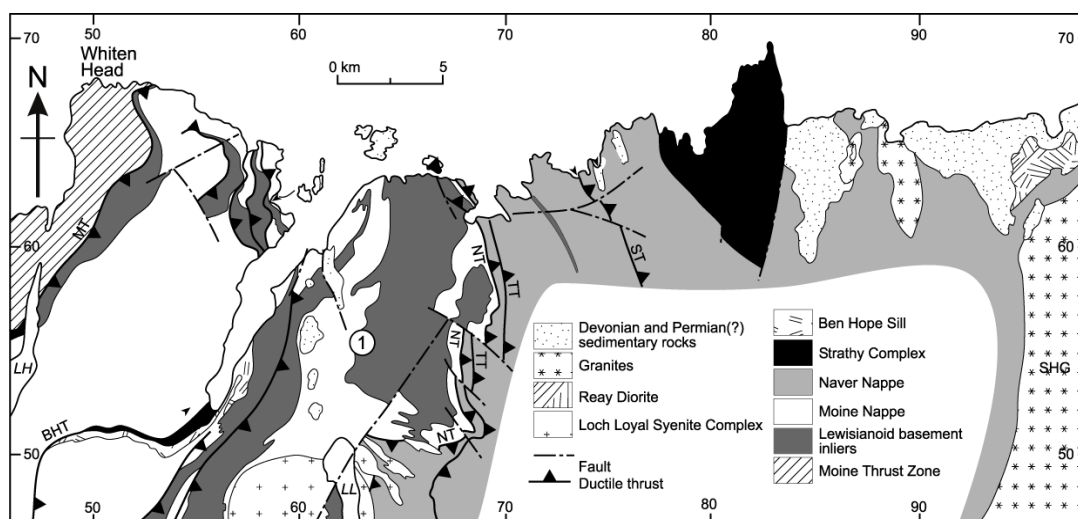 50
60
70
80
90
70
70
Whiten
Head
N
0 km
5
MT
60
60
NT
TT
ST
LH
1
NT
TT
BHT
NT
LL
50
50
SHG
Devonian and Permian(?)
sedimentary rocks
Granites
Reay Diorite
Loch Loyal Syenite Complex
Fault
Ductile thrust
Ben Hope Sill
Strathy Complex
Naver Nappe
Moine Nappe
Lewisianoid basement
inliers
Moine Thrust Zone
50
60
70
80
90